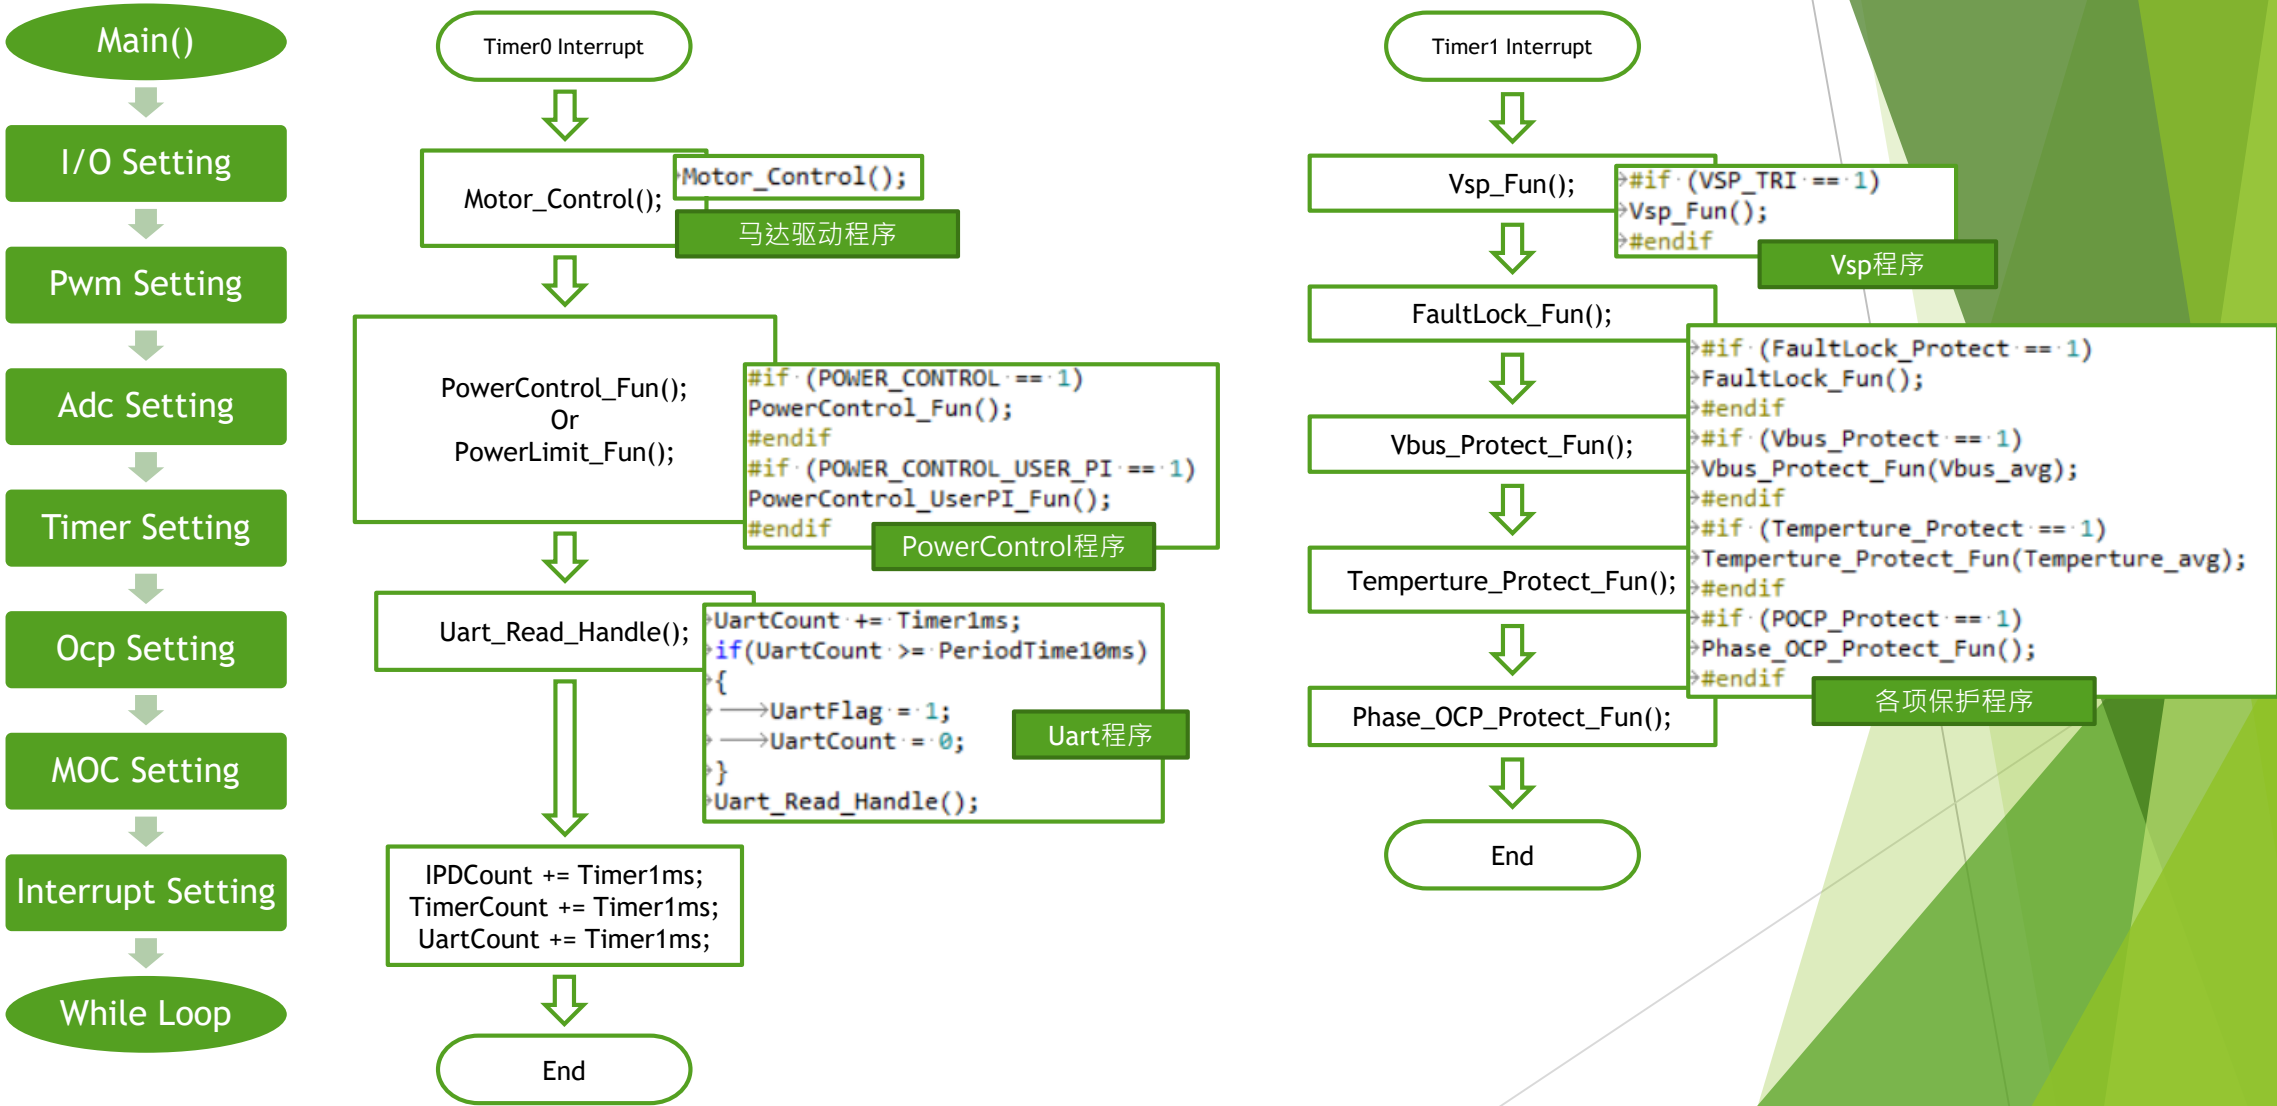 Main()
I/O Setting
Pwm Setting
Adc Setting
Timer Setting
Ocp Setting
MOC Setting
Interrupt Setting
While Loop
Timer0 Interrupt
Motor_Control();
Motor_Control();
马达驱动程序
PowerControl_Fun();
Or
PowerLimit_Fun();
#if (POWER_CONTROL == 1)
PowerControl_Fun();
#endif
#if (POWER_CONTROL_USER_PI == 1)
PowerControl_UserPI_Fun();
#endif
PowerControl程序
Uart_Read_Handle();
UartCount += Timer1ms;
if(UartCount >= PeriodTime10ms)
{
UartFlag = 1;
UartCount = 0;
}
Uart_Read_Handle();
Uart程序
IPDCount += Timer1ms;
TimerCount += Timer1ms;
UartCount += Timer1ms;
End
Timer1 Interrupt
Vsp_Fun();
#if (VSP_TRI == 1)
Vsp_Fun();
#endif
Vsp程序
FaultLock_Fun();
Vbus_Protect_Fun();
Temperture_Protect_Fun();
Phase_OCP_Protect_Fun();
#if (FaultLock_Protect == 1)
FaultLock_Fun();
#endif
#if (Vbus_Protect == 1)
Vbus_Protect_Fun(Vbus_avg);
#endif
#if (Temperture_Protect == 1)
Temperture_Protect_Fun(Temperture_avg);
#endif
#if (POCP_Protect == 1)
Phase_OCP_Protect_Fun();
#endif
各项保护程序
End